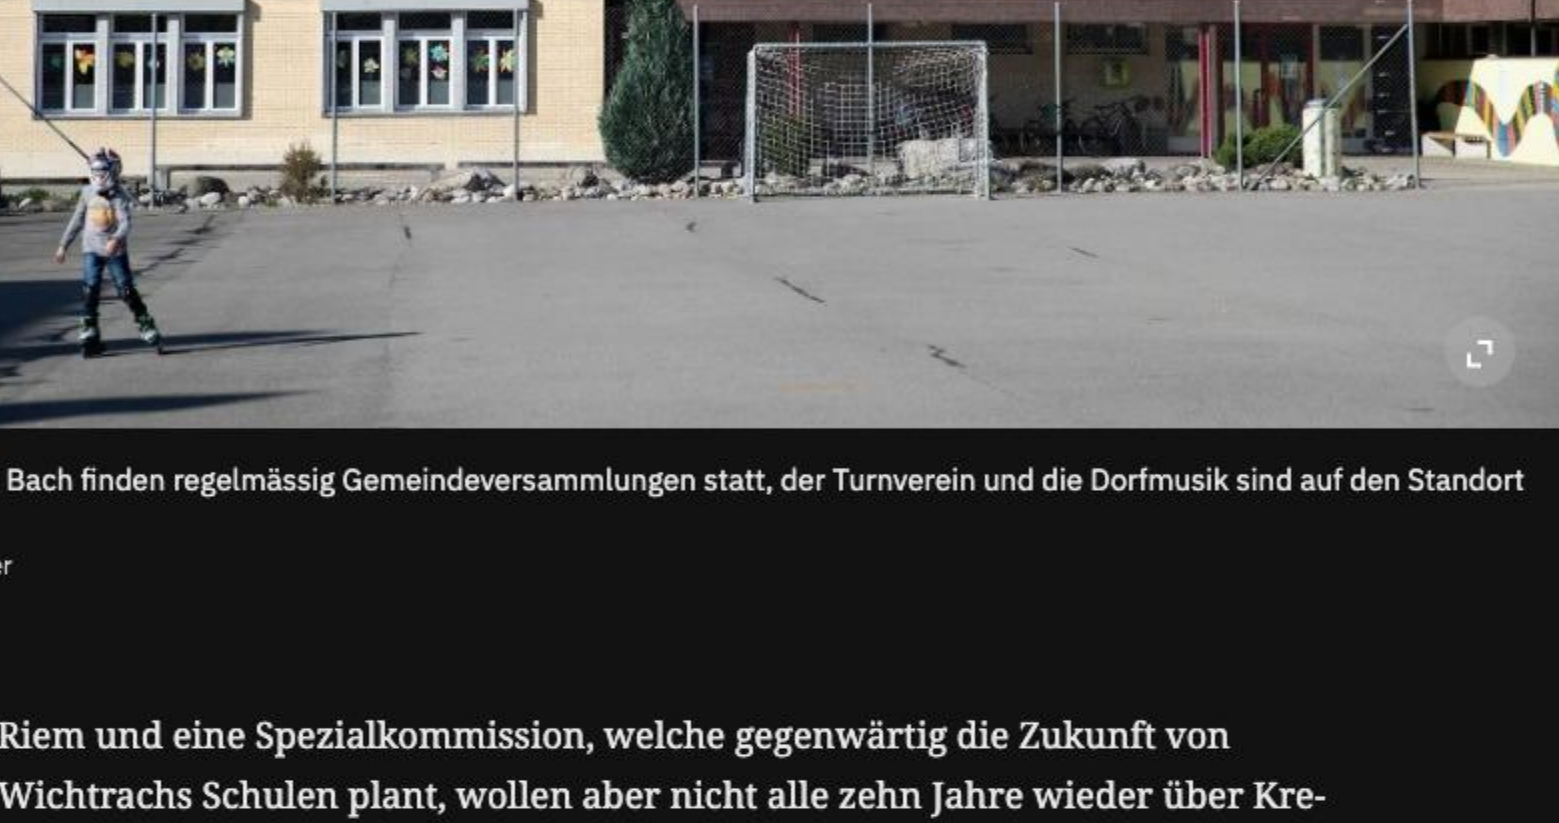 Bach finden regelmässig Gemeindeversammlungen statt, der Turnverein und die Dorfmusik sind auf den Standort
er
Riem und eine Spezialkommission, welche gegenwärtig die Zukunft von
Wichtrachs Schulen plant, wollen aber nicht alle zehn Jahre wieder über Kre-